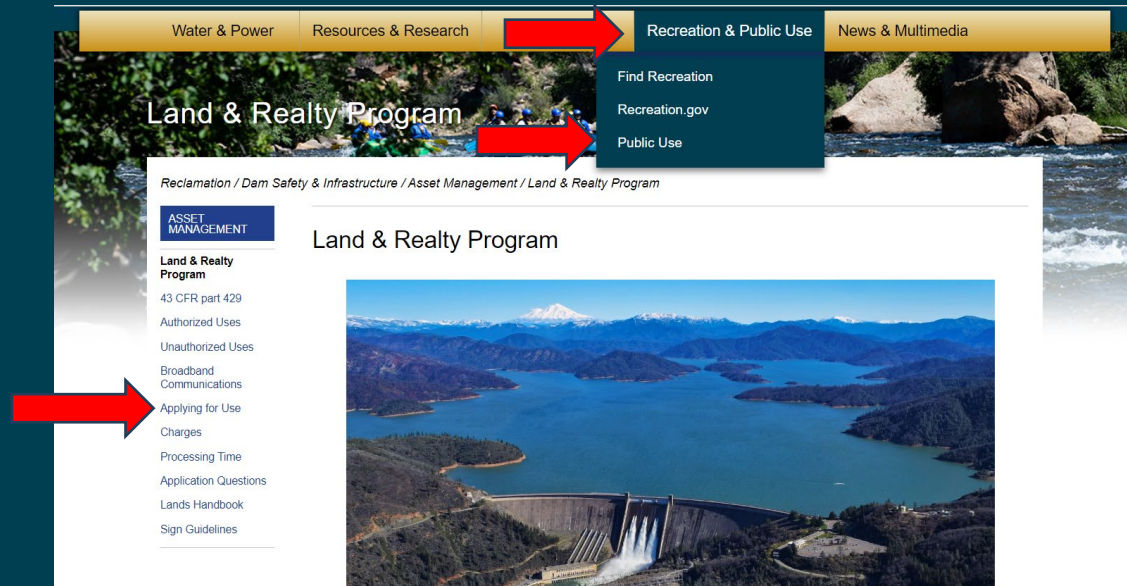 Water & Power
Resources & Research
Recreation & Public Use
News & Multimedia
Find Recreation
Recreation.gov
Public Use
Land & Realty Program
Reclamation / Dam Safety & Infrastructure / Asset Management / Land & Realty Program
ASSET
MANAGEMENT
Land & Realty
Program
43 CFR part 429
Authorized Uses
Unauthorized Uses
Broadband
Communications
Applying for Use
Charges
Processing Time
Application Questions
Lands Handbook
Sign Guidelines
Land & Realty Program